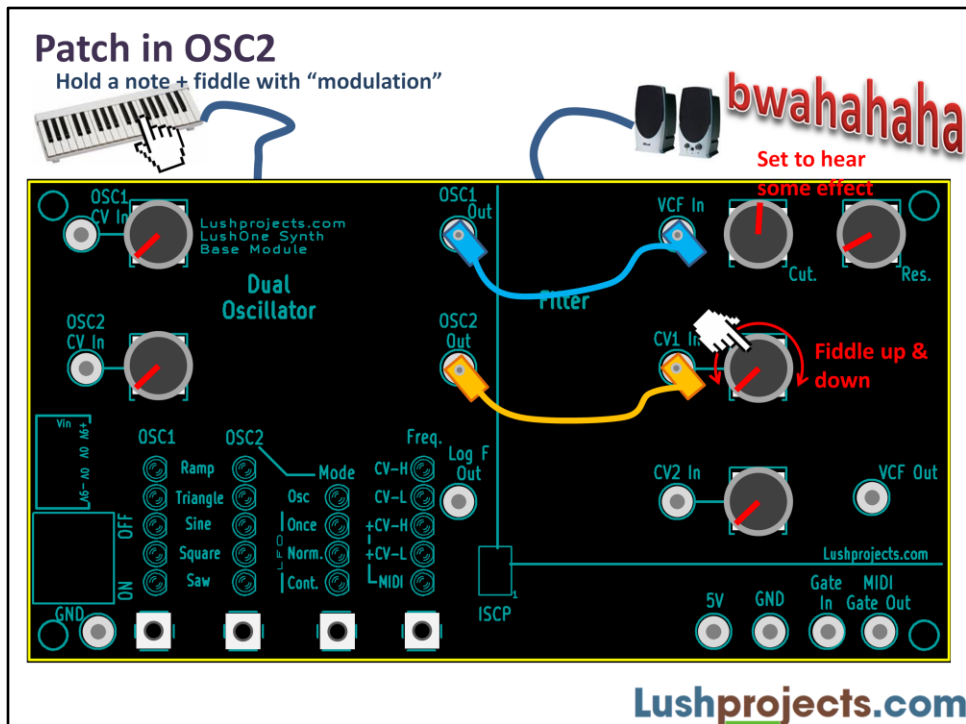 Patch in OSC2
Hold a note + fiddle with “modulation”
bwahahaha
Set to hear
some effect
OSC1
CV In
Lushprojects.com
LushOne Synth
Base Module
OSC1
Out
VCF In
Cut.
Res.
Dual
Oscillator
Filter
OSC2
CV In
OSC2
Out
CV1 In
Fiddle up &
down
Vin
+9V 0V 0V -9V
OFF
ON
OSC1
OSC2
Mode
Freq.
Ramp
Triangle
Sine
Square
Saw
LFO
Osc
Once
Norm.
Cont.
CV-H
CV-L
+CV-H
+CV-L
MIDI
Log F
Out
CV2 In
VCF Out
Lushprojects.com
ISCP
1
GND
5V
GND
Gate
In
MIDI
Gate Out
Lushprojects.com